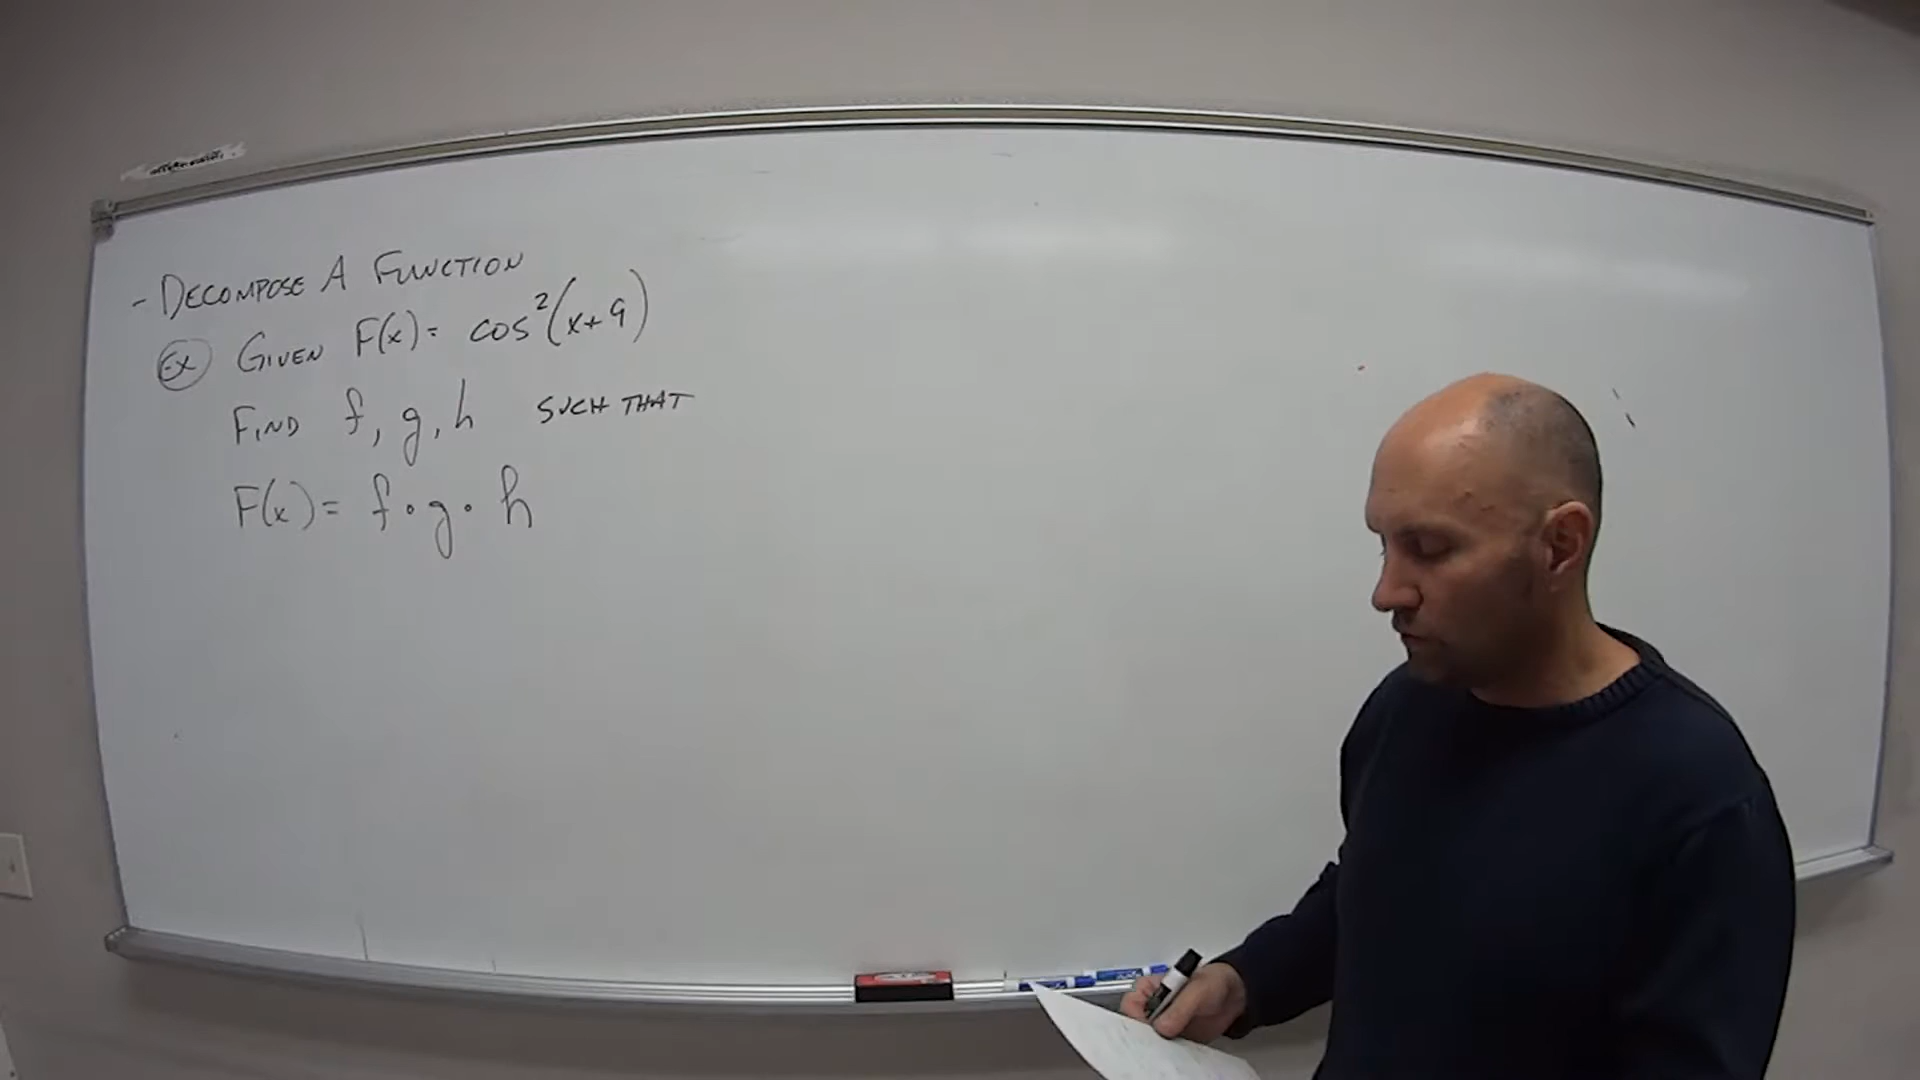 - DECOMPOSE A FUNCTION
Ex GIVEN F(x) = cos²(x+9)
FIND f, g, h SUCH THAT
F(x) = f∘g∘h